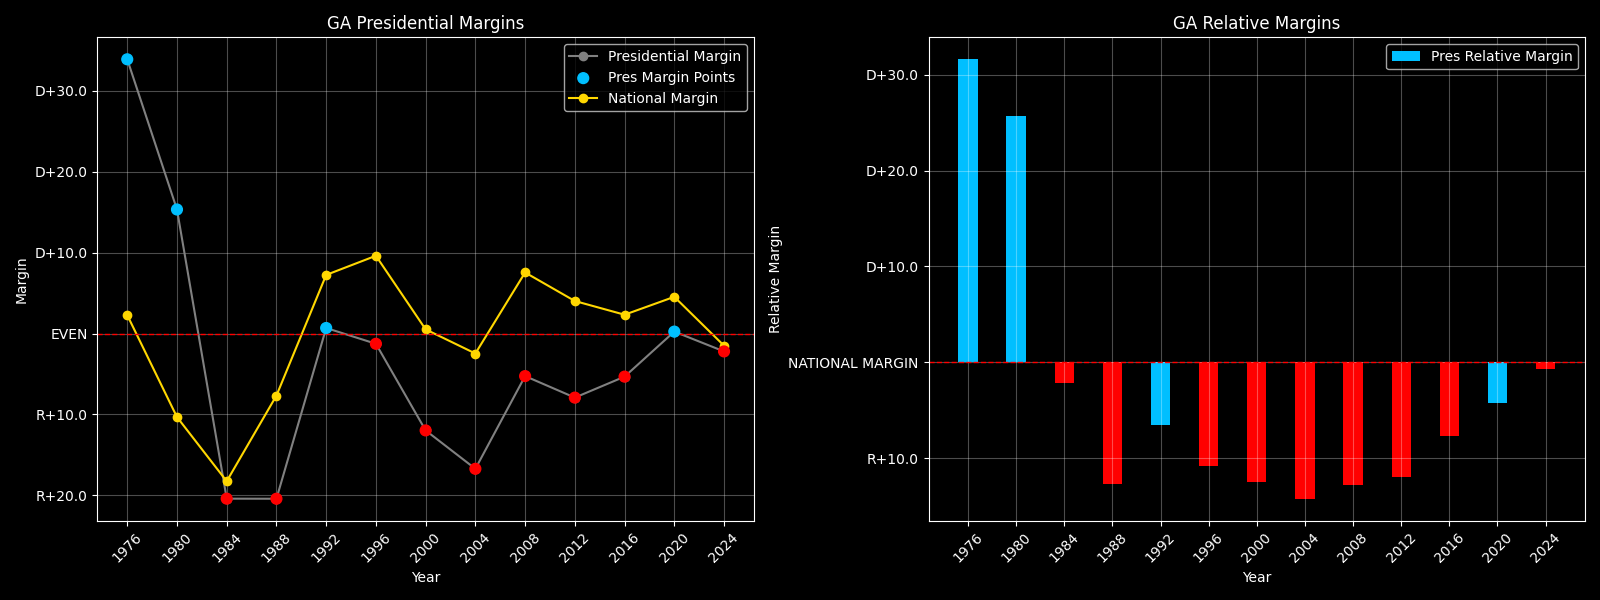 GA Presidential Margins
Presidential Margin
Pres Margin Points
National Margin
D+30.0
D+20.0
D+10.0
EVEN
R+10.0
R+20.0
Margin
1976
1980
1984
1988
1992
1996
2000
2004
2008
2012
2016
2020
2024
Year
GA Relative Margins
Pres Relative Margin
D+30.0
D+20.0
D+10.0
NATIONAL MARGIN
R+10.0
Relative Margin
1976
1980
1984
1988
1992
1996
2000
2004
2008
2012
2016
2020
2024
Year